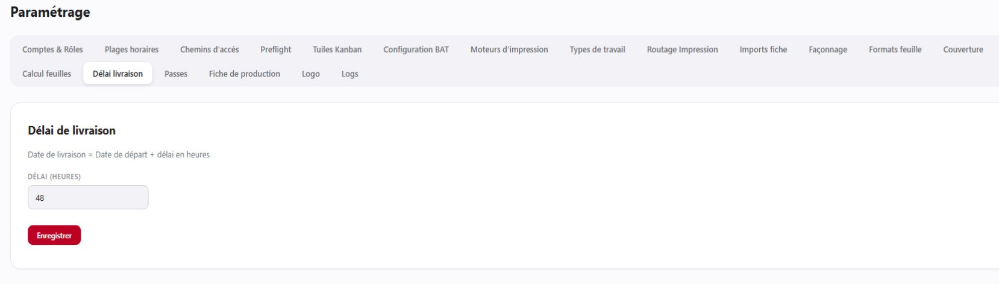 Paramétrage
Comptes & Rôles Plages horaires Chemins d'accès Preflight Tuiles Kanban Configuration BAT Moteurs d'impression Types de travail Routage Impression Imports fiche Façonnage Formats feuille Couverture
Calcul feuilles Délai livraison Passes Fiche de production Logo Logs
Délai de livraison
Date de livraison = Date de départ + délai en heures
DÉLAI (HEURES)
48
Enregistrer